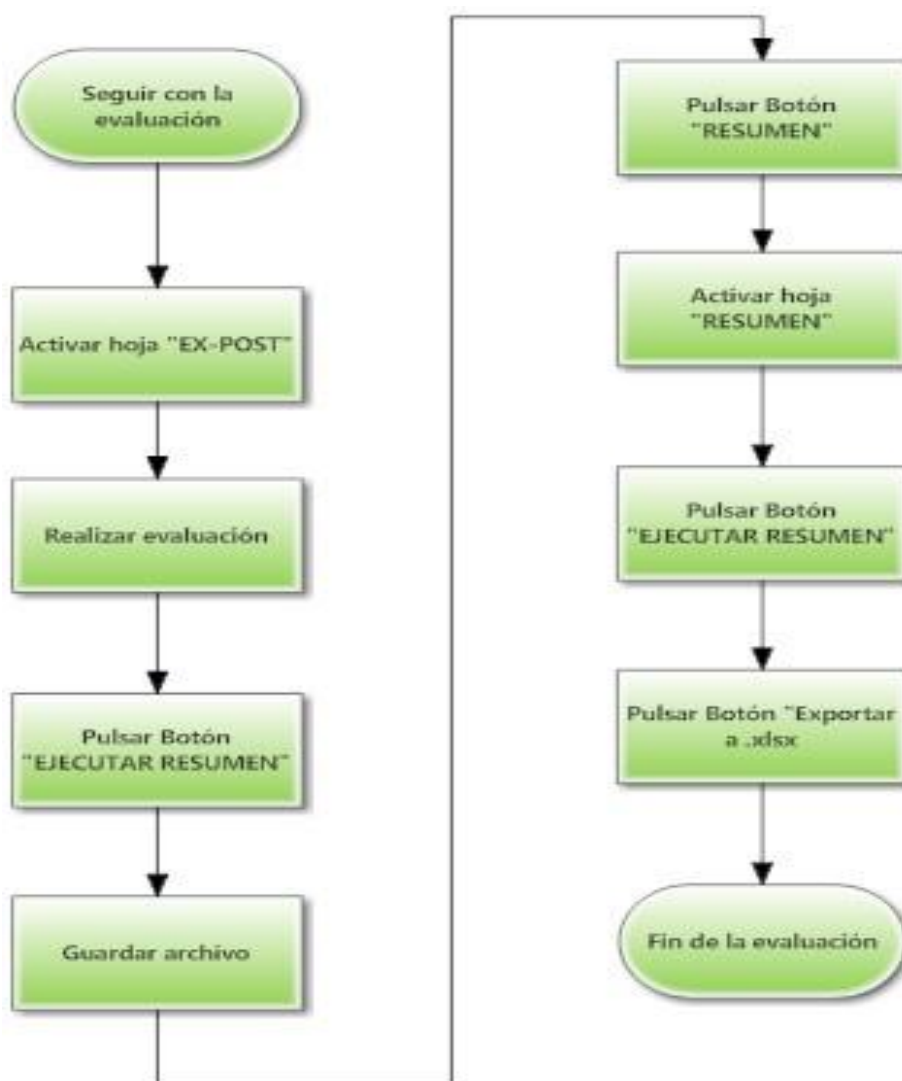 Seguir con la
evaluación
Activar hoja "EX-POST"
Realizar evaluación
Pulsar Botón
"EJECUTAR RESUMEN"
Guardar archivo
Pulsar Botón
"RESUMEN"
Activar hoja
"RESUMEN"
Pulsar Botón
"EJECUTAR RESUMEN"
Pulsar Botón "Exportar
a .xlsx
Fin de la evaluación